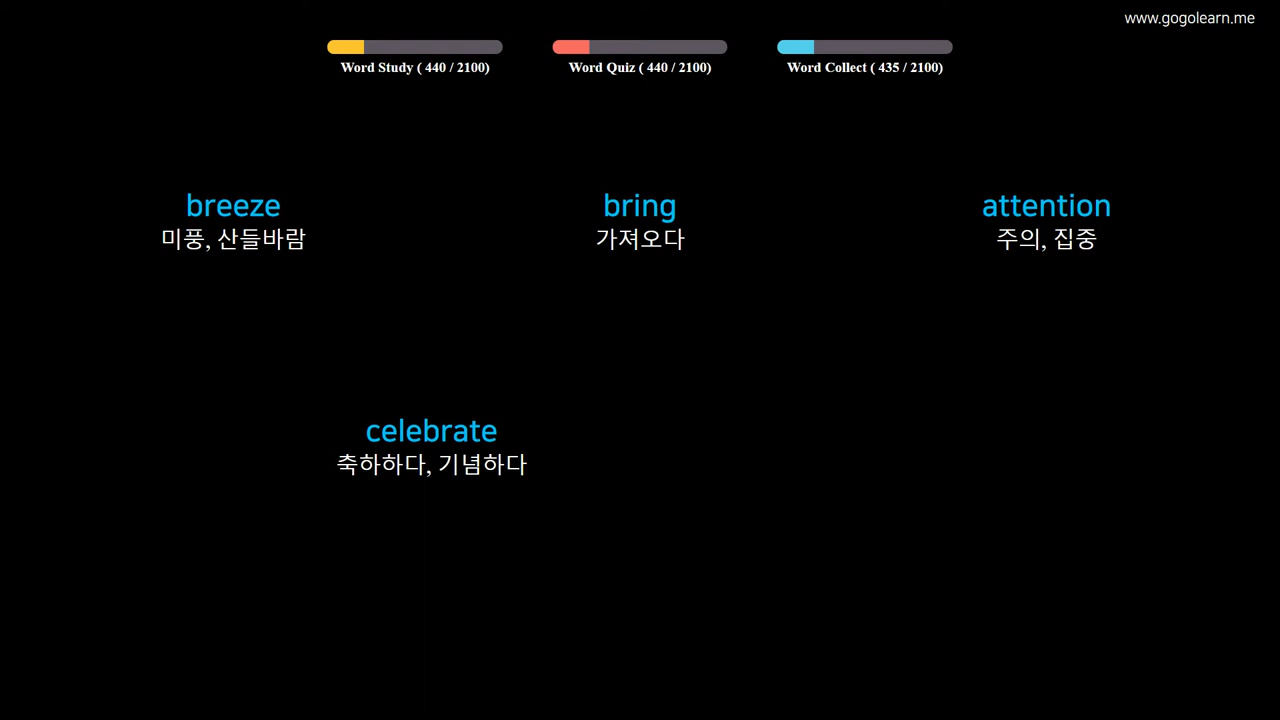 www.gogolearn.me
Word Study ( 440 / 2100)
Word Quiz ( 440 / 2100)
Word Collect ( 435 / 2100)
breeze
미풍, 산들바람
bring
가져오다
attention
주의, 집중
celebrate
축하하다, 기념하다